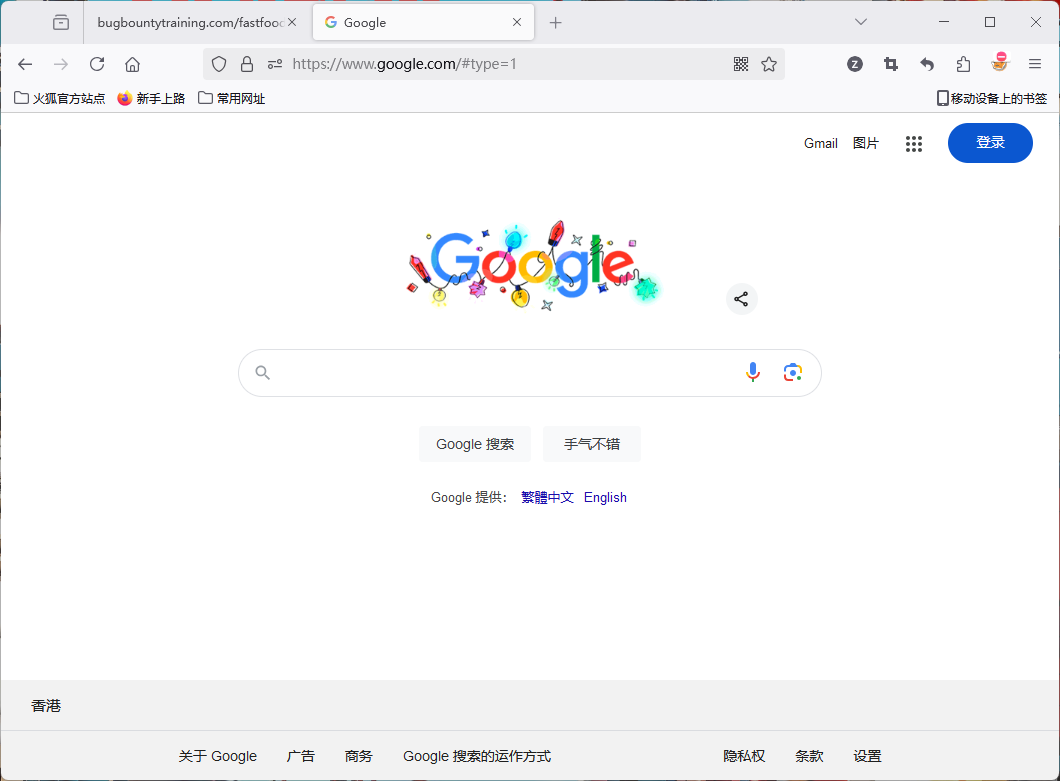 bugbountytraining.com/fastfood
Google
https://www.google.com/#type=1
Z
火狐官方站点
新手上路
常用网址
移动设备上的书签
Gmail
图片
登录
Google
Google 搜索
手气不错
Google 提供:
繁體中文
English
香港
关于 Google
广告
商务
Google 搜索的运作方式
隐私权
条款
设置